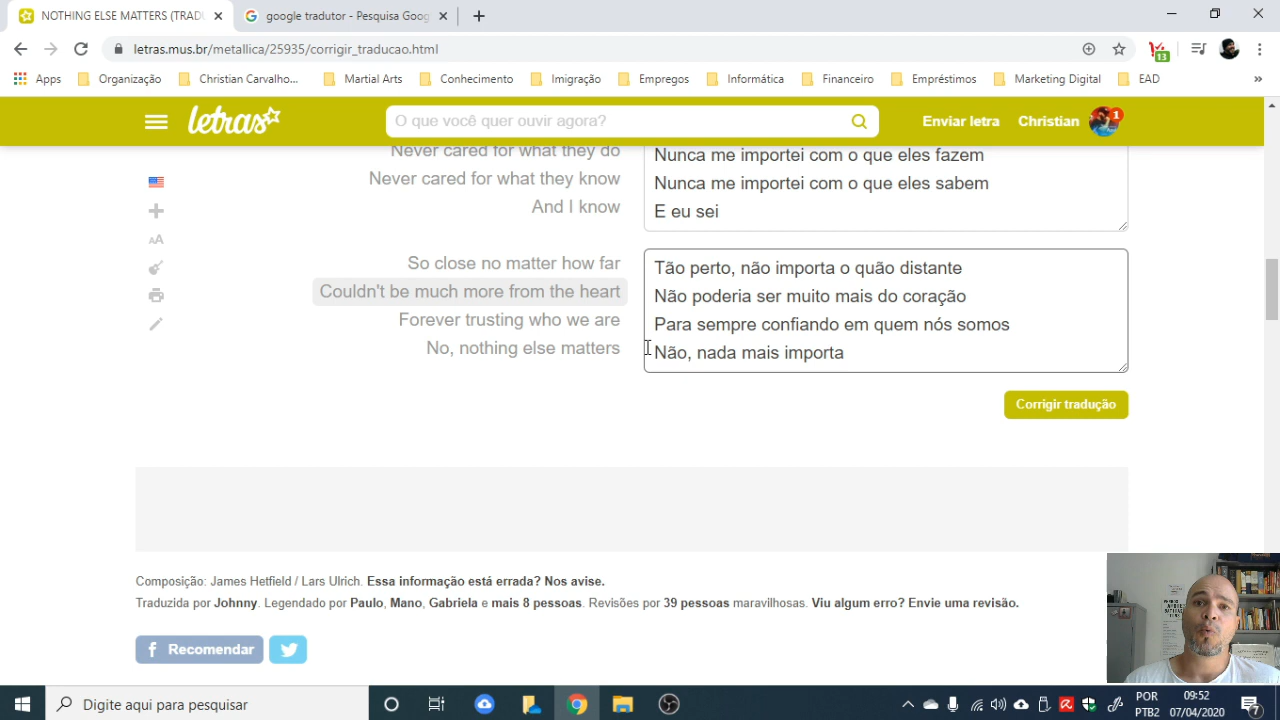 NOTHING ELSE MATTERS (TRADU
google tradutor - Pesquisa Goog
letras.mus.br/metallica/25935/corrigir_traducao.html
13
Apps
Organização
Christian Carvalho...
Martial Arts
Conhecimento
Imigração
Empregos
Informática
Financeiro
Empréstimos
Marketing Digital
EAD
»
letras
O que você quer ouvir agora?
Enviar letra
Christian
1
Never cared for what they do
Never cared for what they know
And I know
Nunca me importei com o que eles fazem
Nunca me importei com o que eles sabem
E eu sei
AA
So close no matter how far
Couldn't be much more from the heart
Forever trusting who we are
No, nothing else matters
Tão perto, não importa o quão distante
Não poderia ser muito mais do coração
Para sempre confiando em quem nós somos
Não, nada mais importa
Corrigir tradução
Composição: James Hetfield / Lars Ulrich. Essa informação está errada? Nos avise.
Traduzida por Johnny. Legendado por Paulo, Mano, Gabriela e mais 8 pessoas. Revisões por 39 pessoas maravilhosas. Viu algum erro? Envie uma revisão.
Recomendar
Digite aqui para pesquisar
POR
PTB2
09:52
07/04/2020
7